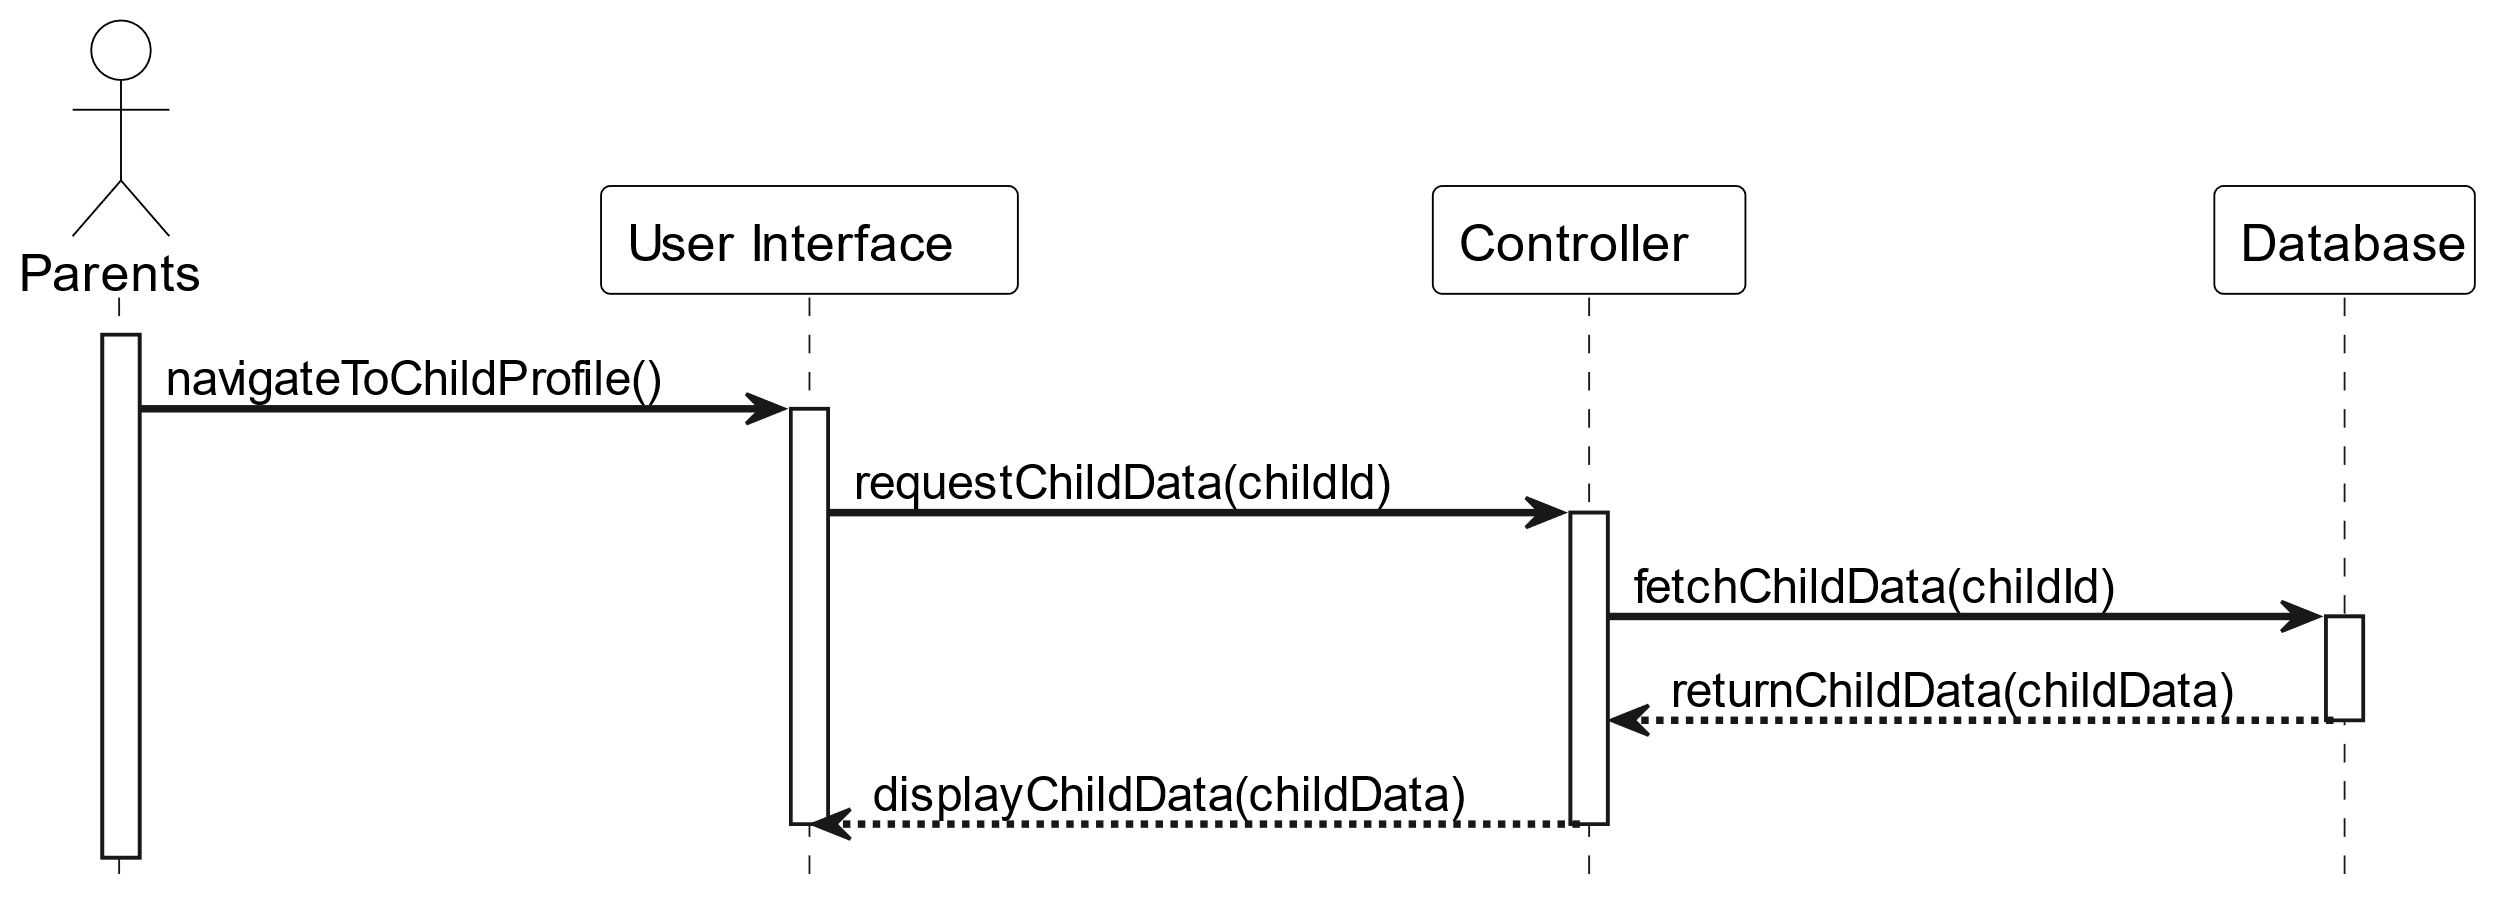 Parents
User Interface
Controller
Database
navigateToChildProfile()
requestChildData(childId)
fetchChildData(childId)
returnChildData(childData)
displayChildData(childData)